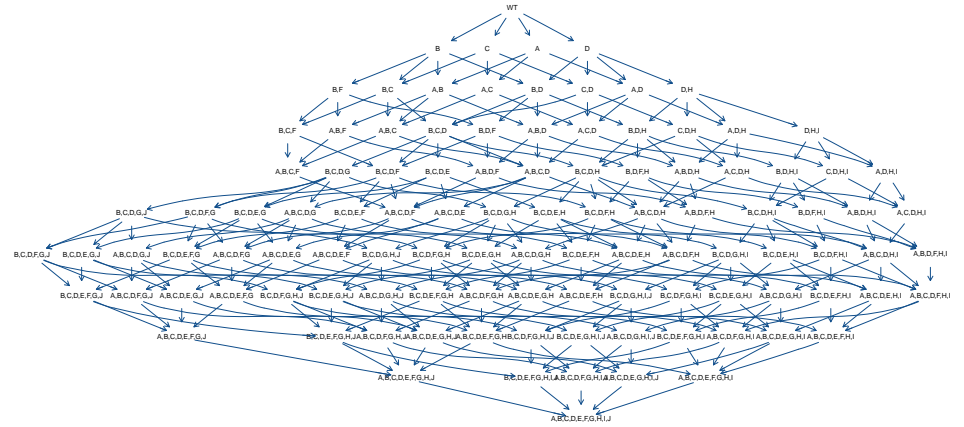 WT
B C A D
B,F B,C A,B A,C B,D C,D A,D D,H
B,C,F A,B,F A,B,C B,C,D B,D,F A,B,D A,C,D B,D,H C,D,H A,D,H D,H,I
A,B,C,F B,C,D,G B,C,D,F B,C,D,E A,B,D,F A,B,C,D B,C,D,H B,D,F,H A,B,D,H A,C,D,H B,D,H,I C,D,H,I A,D,H,I
B,C,D,G,J B,C,D,F,G B,C,D,E,G A,B,C,D,G B,C,D,E,F A,B,C,D,F A,B,C,D,E B,C,D,G,H B,C,D,E,H B,C,D,F,H A,B,C,D,H A,B,D,F,H B,C,D,H,I B,D,F,H,I A,B,D,H,I A,C,D,H,I
B,C,D,F,G,J B,C,D,E,G,J A,B,C,D,G,J B,C,D,E,F,G A,B,C,D,F,G A,B,C,D,E,G A,B,C,D,E,F B,C,D,G,H,J B,C,D,F,G,H B,C,D,E,G,H A,B,C,D,G,H B,C,D,E,F,H A,B,C,D,E,H A,B,C,D,F,H B,C,D,G,H,I B,C,D,E,H,I B,C,D,F,H,I A,B,C,D,H,I A,B,D,F,H,I
B,C,D,E,F,G,J A,B,C,D,F,G,J A,B,C,D,E,G,J A,B,C,D,E,F,G B,C,D,F,G,H,J B,C,D,E,G,H,J A,B,C,D,G,H,J B,C,D,E,F,G,H A,B,C,D,F,G,H A,B,C,D,E,G,H A,B,C,D,E,F,H B,C,D,G,H,I,J B,C,D,F,G,H,I B,C,D,E,G,H,I A,B,C,D,G,H,I B,C,D,E,F,H,I A,B,C,D,E,H,I A,B,C,D,F,H,I
A,B,C,D,E,F,G,J B,C,D,E,F,G,H,J A,B,C,D,F,G,H,J A,B,C,D,E,G,H,J A,B,C,D,E,F,G,H B,C,D,F,G,H,I,J B,C,D,E,G,H,I,J A,B,C,D,G,H,I,J B,C,D,E,F,G,H,I A,B,C,D,F,G,H,I A,B,C,D,E,G,H,I A,B,C,D,E,F,H,I
A,B,C,D,E,F,G,H,J B,C,D,E,F,G,H,I,J A,B,C,D,F,G,H,I,J A,B,C,D,E,G,H,I,J A,B,C,D,E,F,G,H,I
A,B,C,D,E,F,G,H,I,J